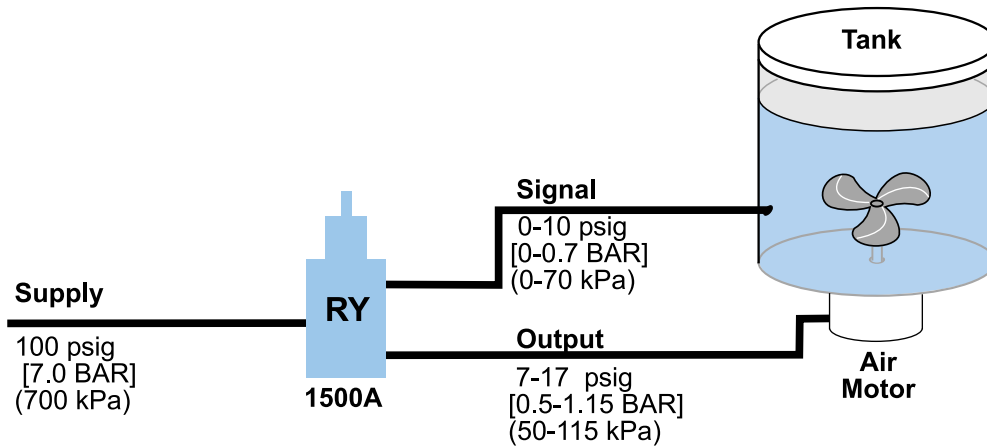 Tank
Signal
0-10 psig
[0-0.7 BAR]
(0-70 kPa)
Supply
100 psig
[7.0 BAR]
(700 kPa)
RY
1500A
Output
7-17 psig
[0.5-1.15 BAR]
(50-115 kPa)
Air
Motor